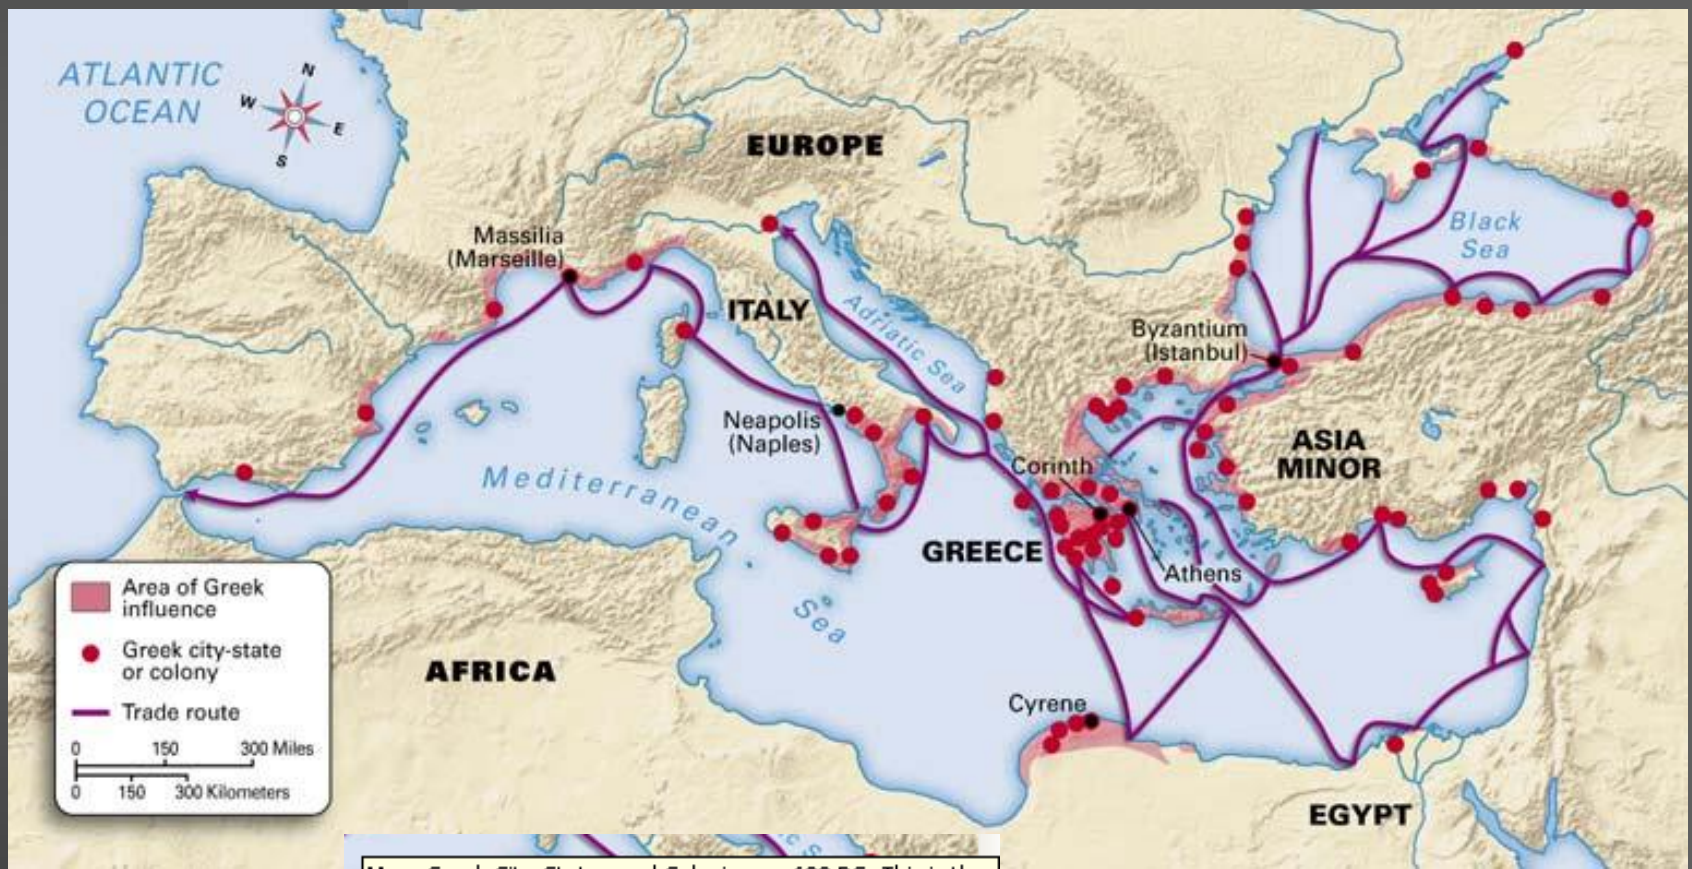 ATLANTIC
OCEAN
N
W
E
S
EUROPE
Massilia
(Marseille)
ITALY
Adriatic Sea
Black
Sea
Byzantium
(Istanbul)
Neapolis
(Naples)
Mediterranean
Sea
Corinth
ASIA
MINOR
GREECE
Athens
AFRICA
Cyrene
EGYPT
Area of Greek
influence
Greek city-state
or colony
Trade route
0 150 300 Miles
0 150 300 Kilometers